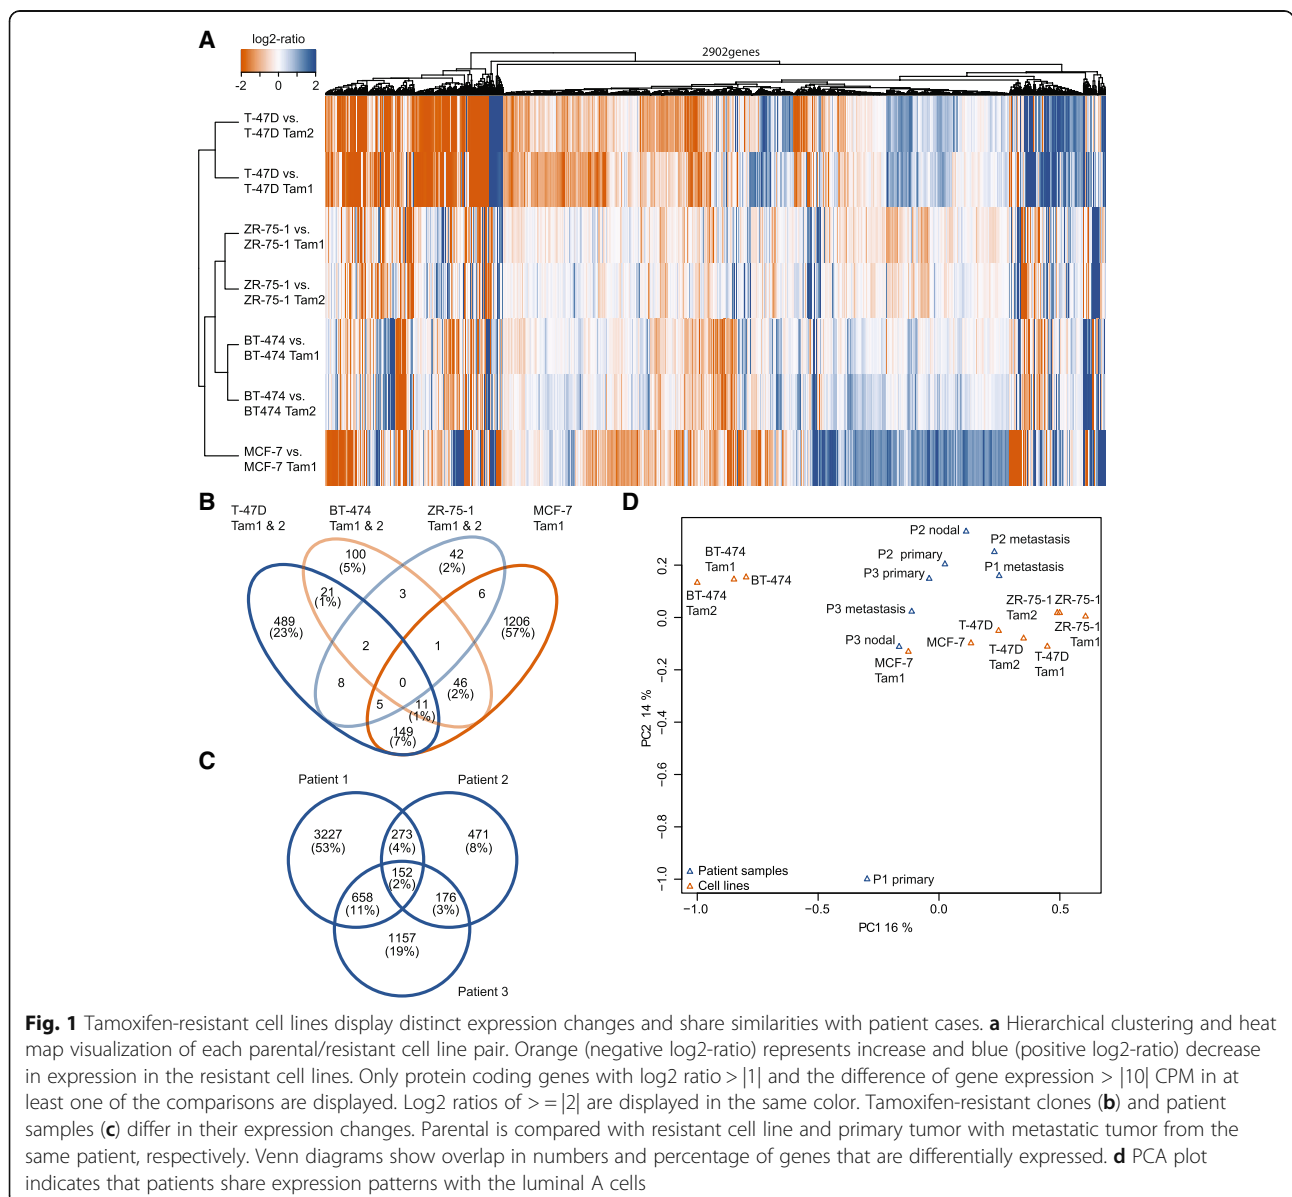 A
log2-ratio
-2 0 2
2902genes
T-47D vs.
T-47D Tam2
T-47D vs.
T-47D Tam1
ZR-75-1 vs.
ZR-75-1 Tam1
ZR-75-1 vs.
ZR-75-1 Tam2
BT-474 vs.
BT-474 Tam1
BT-474 vs.
BT474 Tam2
MCF-7 vs.
MCF-7 Tam1
B
T-47D
Tam1 & 2
BT-474
Tam1 & 2
ZR-75-1
Tam1 & 2
MCF-7
Tam1
100
(5%)
42
(2%)
21
(1%)
3
6
489
(23%)
1206
(57%)
2
1
8
0
46
(2%)
5
11
(1%)
149
(7%)
C
Patient 1
Patient 2
3227
(53%)
273
(4%)
471
(8%)
152
(2%)
658
(11%)
176
(3%)
1157
(19%)
Patient 3
D
P2 nodal
P2 metastasis
P2 primary
P1 metastasis
P3 primary
BT-474
Tam1
BT-474
BT-474
Tam2
P3 metastasis
ZR-75-1
Tam2
ZR-75-1
ZR-75-1
Tam1
T-47D
P3 nodal
MCF-7
MCF-7
Tam1
T-47D
Tam2
T-47D
Tam1
P1 primary
Patient samples
Cell lines
0.2
0.0
−0.2
−0.4
−0.6
−0.8
−1.0
PC2 14 %
−1.0 −0.5 0.0 0.5
PC1 16 %
Fig. 1 Tamoxifen-resistant cell lines display distinct expression changes and share similarities with patient cases. a Hierarchical clustering and heat
map visualization of each parental/resistant cell line pair. Orange (negative log2-ratio) represents increase and blue (positive log2-ratio) decrease
in expression in the resistant cell lines. Only protein coding genes with log2 ratio > |1| and the difference of gene expression > |10| CPM in at
least one of the comparisons are displayed. Log2 ratios of > = |2| are displayed in the same color. Tamoxifen-resistant clones (b) and patient
samples (c) differ in their expression changes. Parental is compared with resistant cell line and primary tumor with metastatic tumor from the
same patient, respectively. Venn diagrams show overlap in numbers and percentage of genes that are differentially expressed. d PCA plot
indicates that patients share expression patterns with the luminal A cells